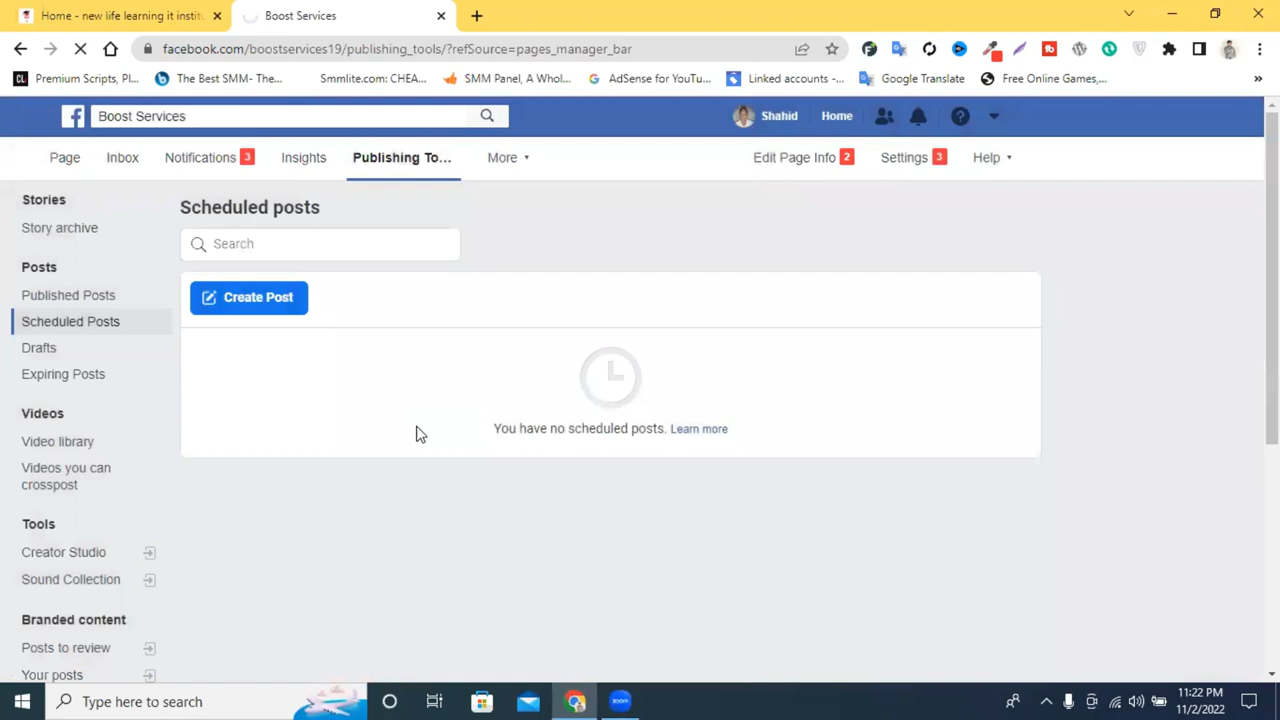 Home - new life learning it instit
Boost Services
facebook.com/boostservices19/publishing_tools/?refSource=pages_manager_bar
Premium Scripts, Pl...
The Best SMM- The...
Smmlite.com: CHEA...
SMM Panel, A Whol...
AdSense for YouTu...
Linked accounts -...
Google Translate
Free Online Games,...
»
Boost Services
Shahid
Home
Page
Inbox
Notifications 3
Insights
Publishing To...
More
Edit Page Info 2
Settings 3
Help
Stories
Story archive
Posts
Published Posts
Scheduled Posts
Drafts
Expiring Posts
Videos
Video library
Videos you can
crosspost
Tools
Creator Studio
Sound Collection
Branded content
Posts to review
Your posts
Scheduled posts
Search
Create Post
You have no scheduled posts. Learn more
Type here to search
zoom
11:22 PM
11/2/2022